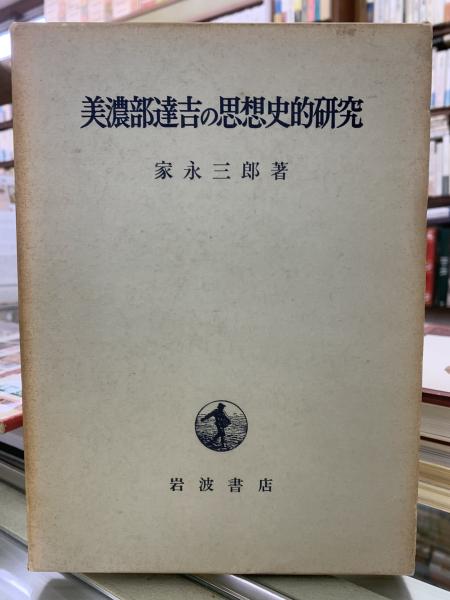 美濃部達吉の思想史的研究
家永三郎著
岩波書店